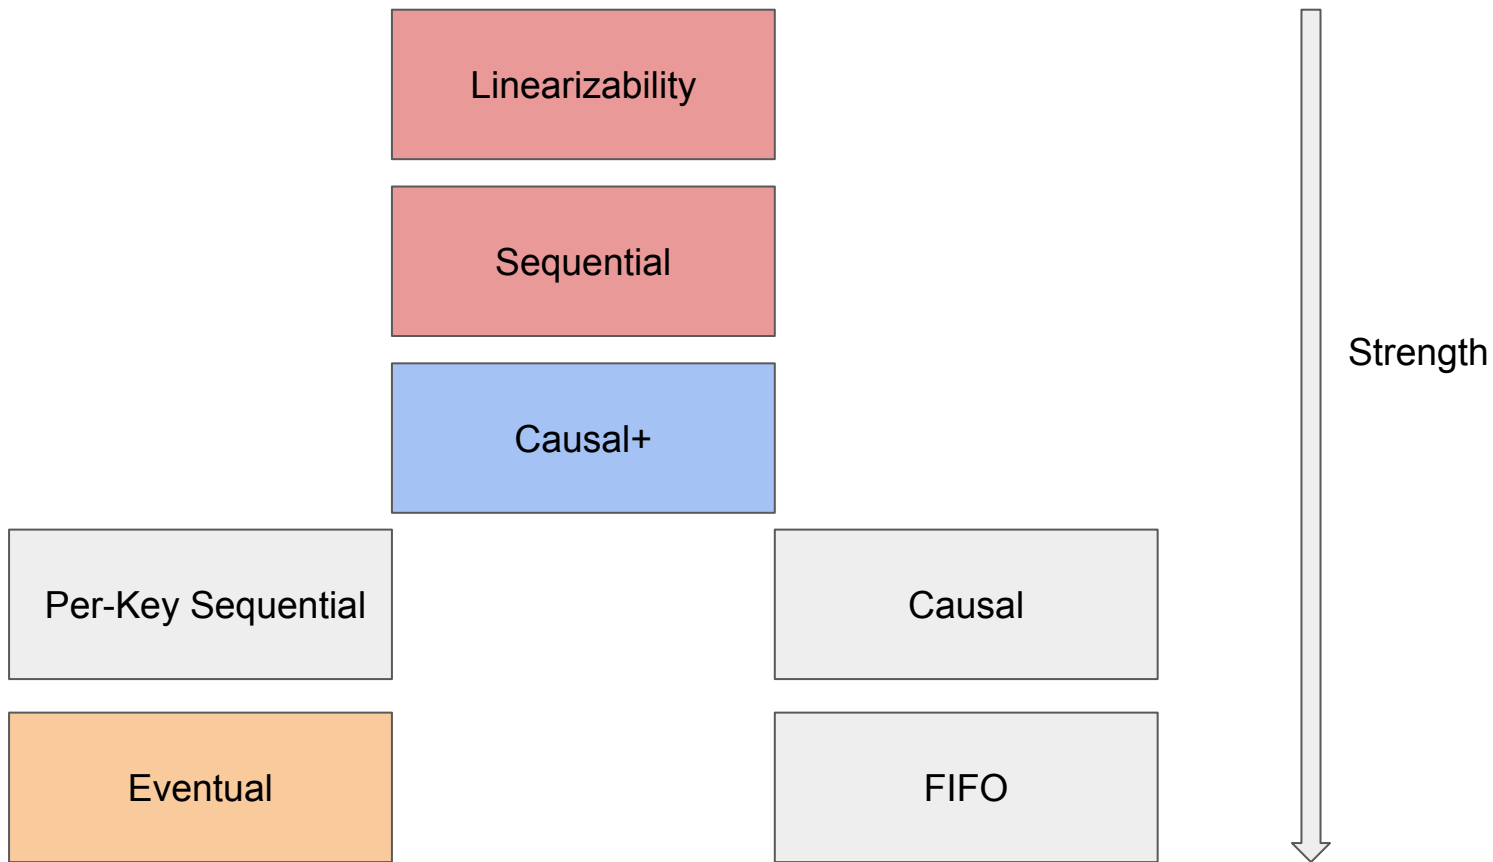 Linearizability
Sequential
Strength
Causal+
Per-Key Sequential
Causal
Eventual
FIFO